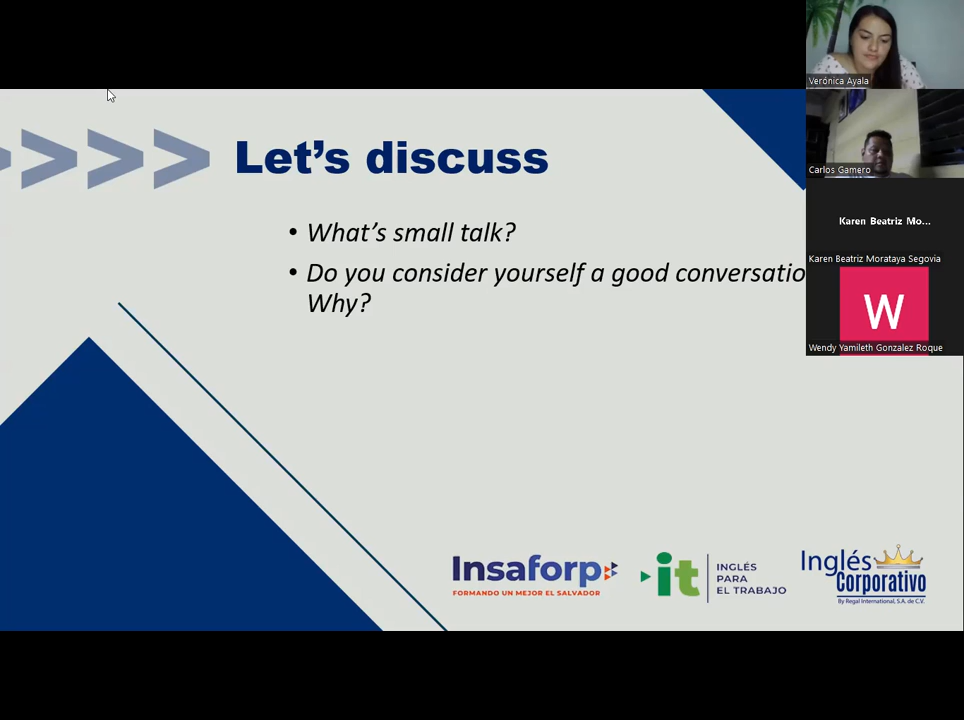 Let's discuss
• What's small talk?
• Do you consider yourself a good conversatio
Why?
Verónica Ayala
Carlos Gamero
Karen Beatriz Mo...
Karen Beatriz Morataya Segovia
W
Wendy Yamileth Gonzalez Roque
Insaforp
FORMANDO UN MEJOR EL SALVADOR
it
INGLÉS
PARA
EL TRABAJO
Inglés
Corporativo
By Regal International, S.A. de C.V.